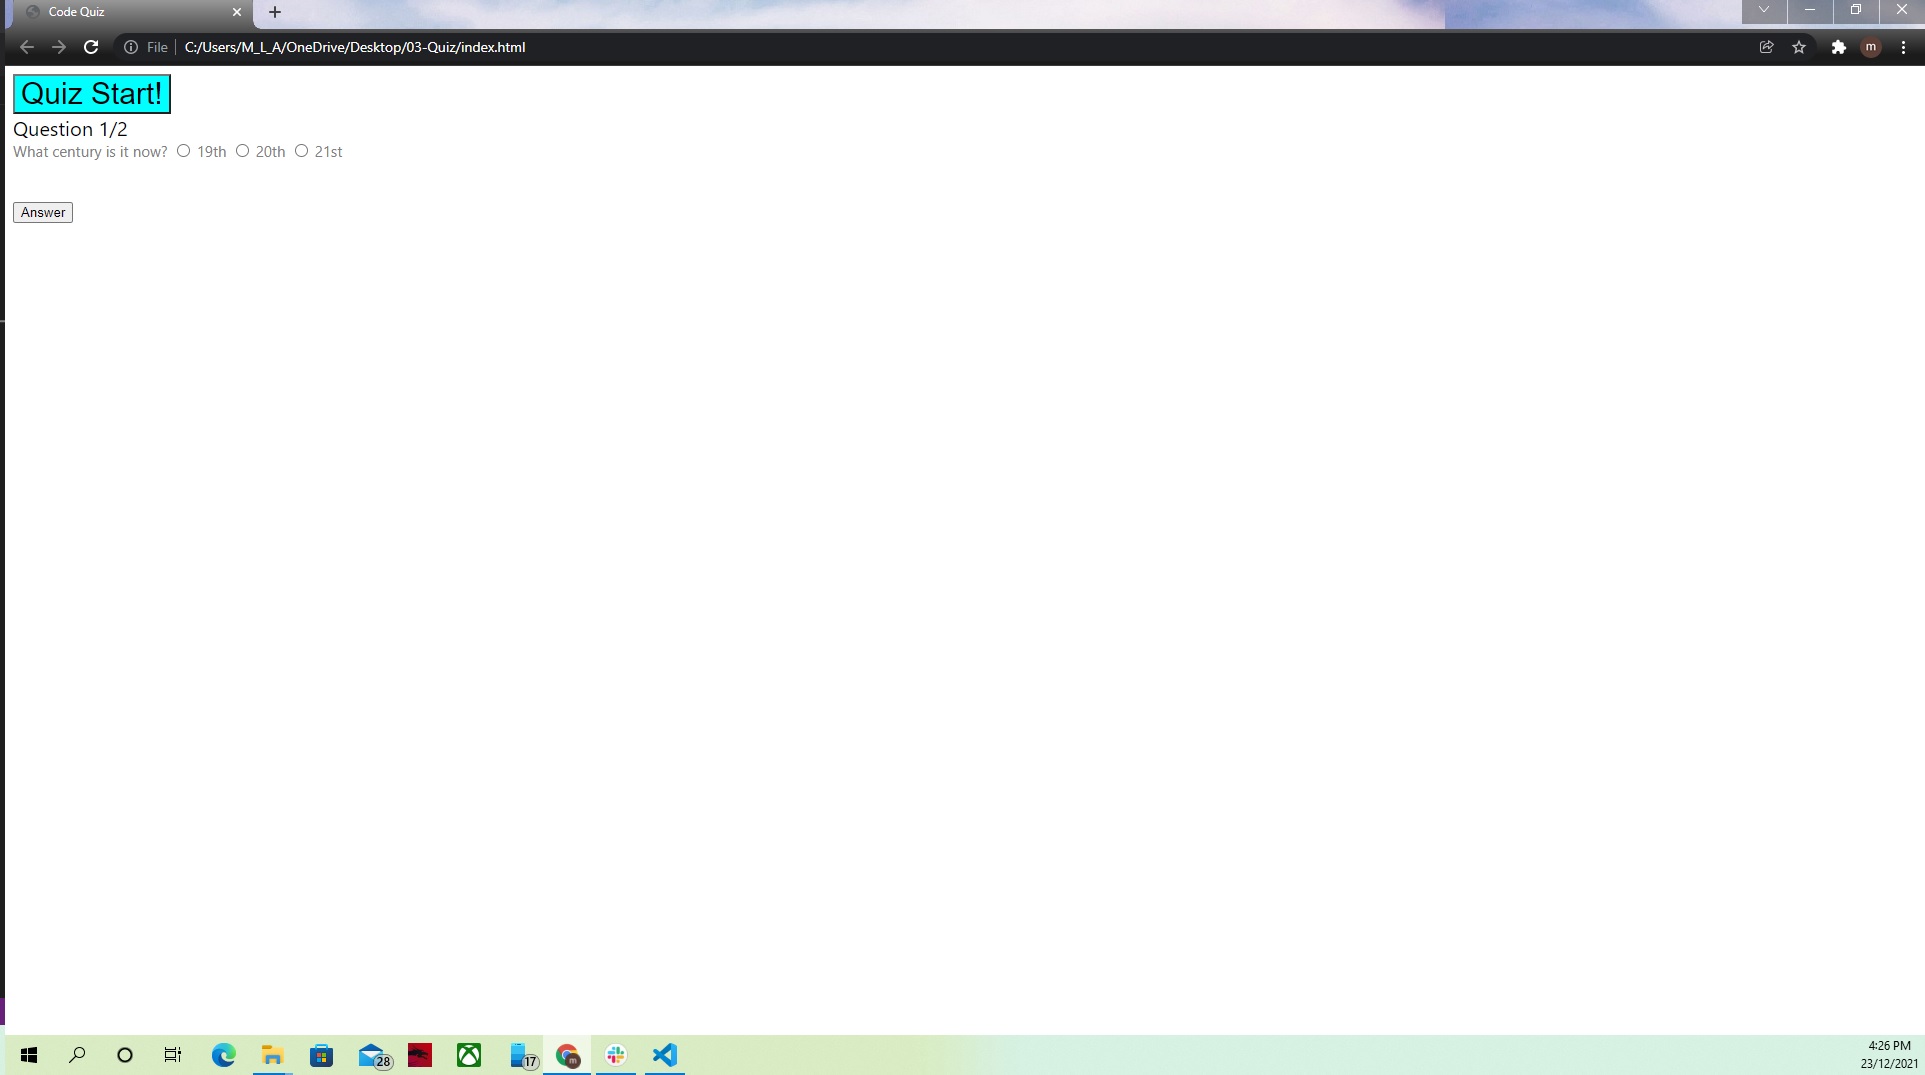 Code Quiz
File C:/Users/M_L_A/OneDrive/Desktop/03-Quiz/index.html
m
Quiz Start!
Question 1/2
What century is it now? 19th 20th 21st
Answer
28
17
m
4:26 PM
23/12/2021